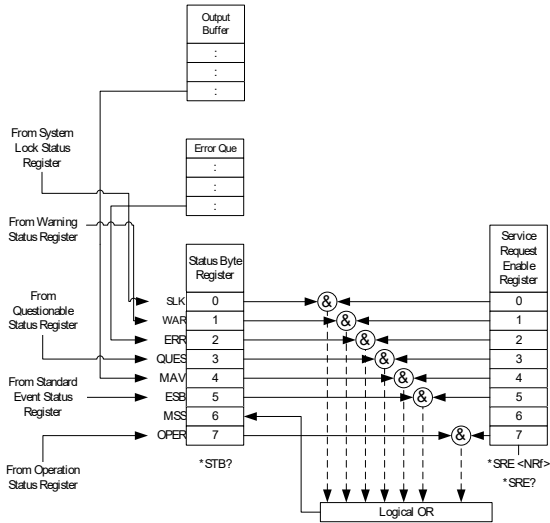 Output
Buffer
:
:
:
From System
Lock Status
Register
Error Que
:
:
:
From Warning
Status Register
Status Byte
Register
Service
Request
Enable
Register
From
Questionable
Status Register
SLK 0 & 0
WAR 1 & 1
ERR 2 & 2
QUES 3 & 3
MAV 4 & 4
ESB 5 & 5
MSS 6 6
OPER 7 & 7
From Standard
Event Status
Register
From Operation
Status Register
*STB?
*SRE <NRf>
*SRE?
Logical OR